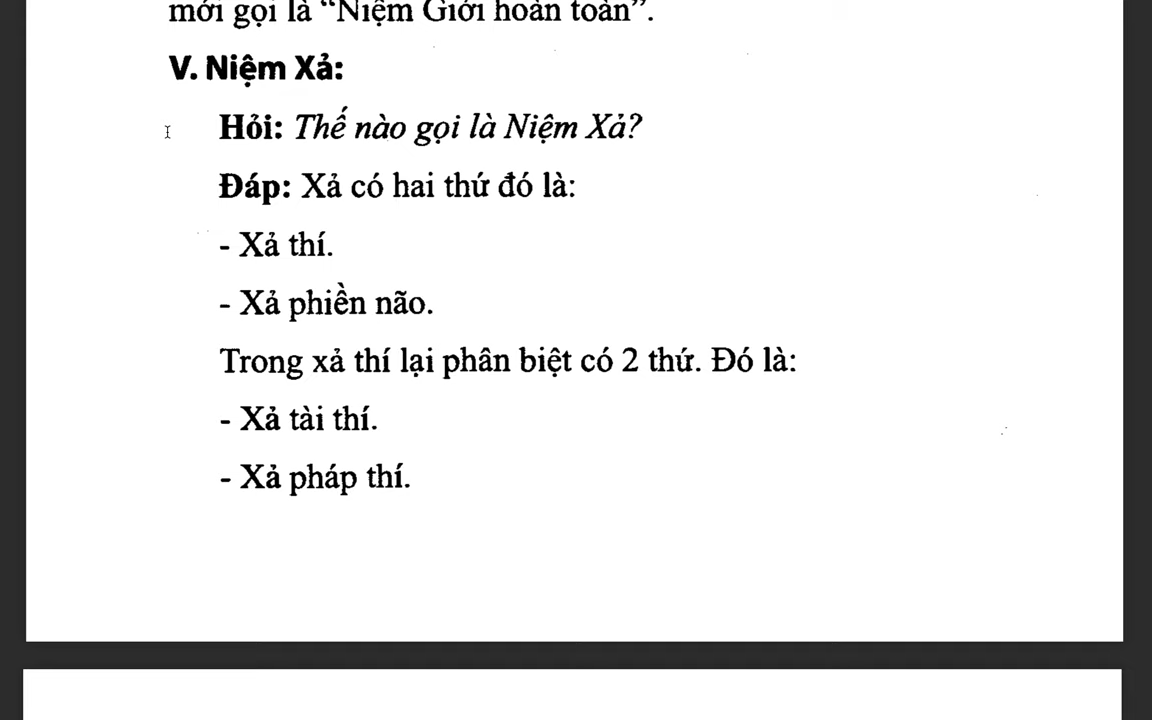 mới gọi là “Niệm Giới hoàn toàn”.
V. Niệm Xả:
Hỏi: Thế nào gọi là Niệm Xả?
Đáp: Xả có hai thứ đó là:
- Xả thí.
- Xả phiền não.
Trong xả thí lại phân biệt có 2 thứ. Đó là:
- Xả tài thí.
- Xả pháp thí.